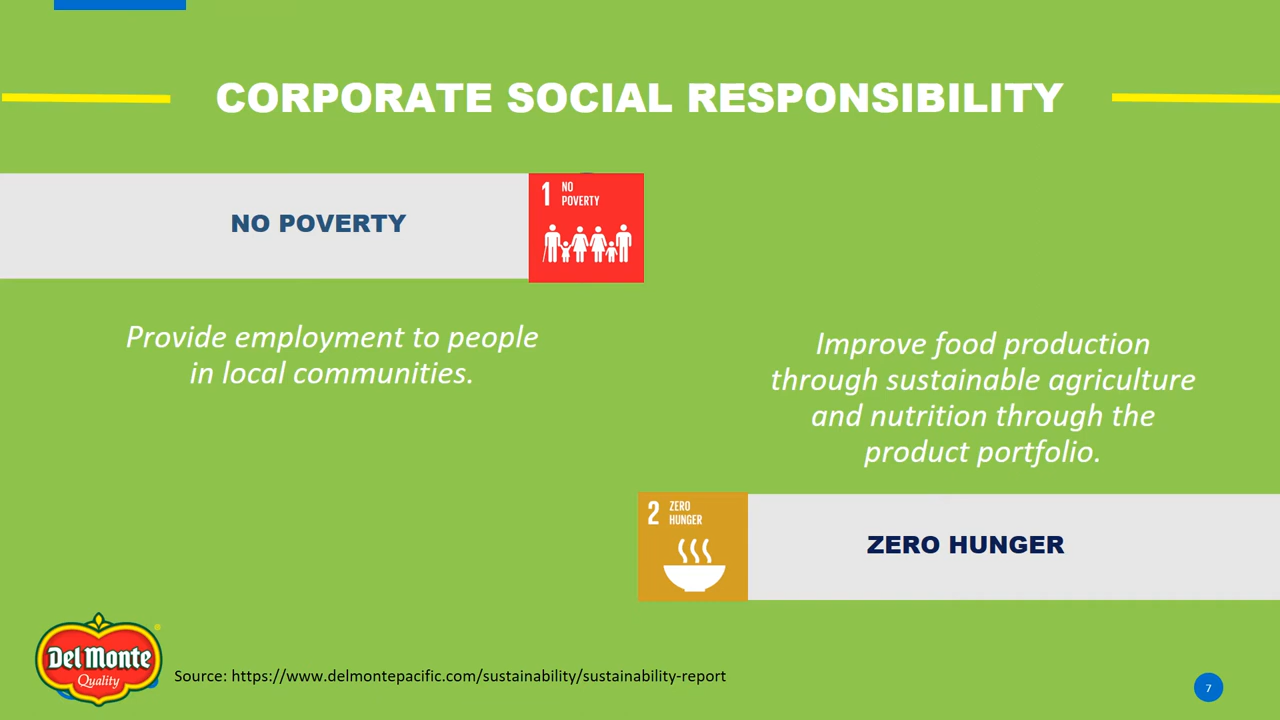 CORPORATE SOCIAL RESPONSIBILITY
NO POVERTY
1 NO
POVERTY
Provide employment to people
in local communities.
Improve food production
through sustainable agriculture
and nutrition through the
product portfolio.
2 ZERO
HUNGER
ZERO HUNGER
Del Monte
Quality
Source: https://www.delmontepacific.com/sustainability/sustainability-report
7